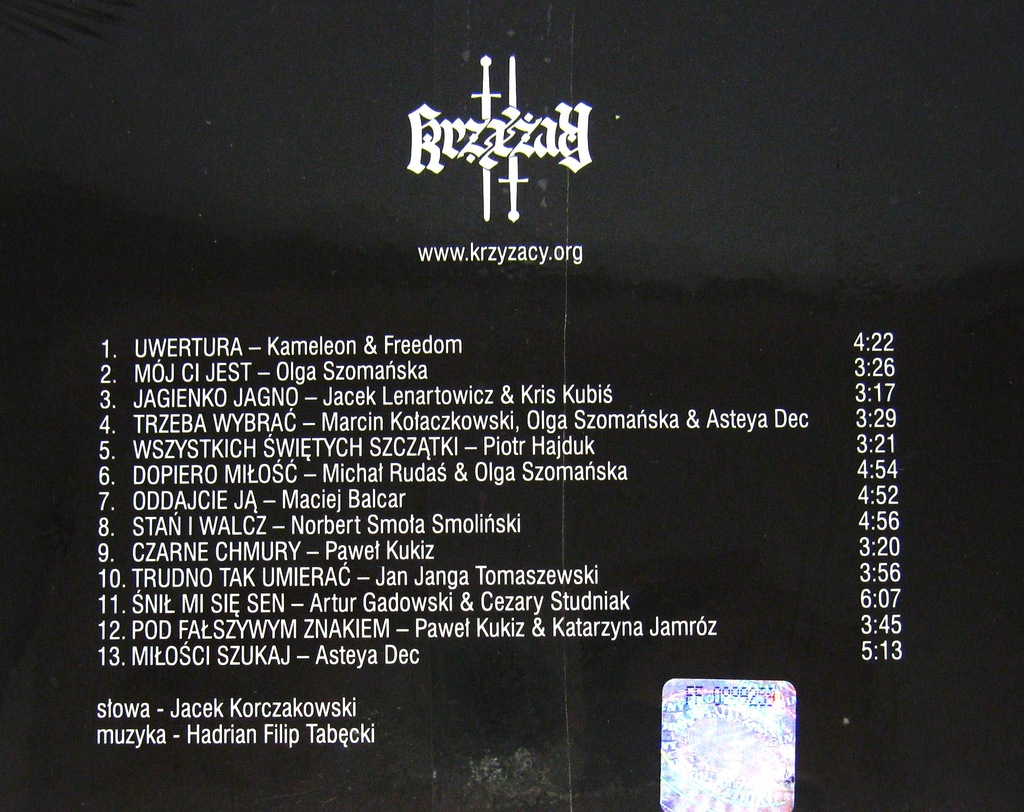 Krzyżacy
www.krzyzacy.org
1. UWERTURA – Kameleon & Freedom 4:22
2. MÓJ CI JEST – Olga Szomańska 3:26
3. JAGIENKO JAGNO – Jacek Lenartowicz & Kris Kubiś 3:17
4. TRZEBA WYBRAĆ – Marcin Kołaczkowski, Olga Szomańska & Asteya Dec 3:29
5. WSZYSTKICH ŚWIĘTYCH SZCZĄTKI – Piotr Hajduk 3:21
6. DOPIERO MIŁOŚĆ – Michał Rudaś & Olga Szomańska 4:54
7. ODDAJCIE JĄ – Maciej Balcar 4:52
8. STAŃ I WALCZ – Norbert Smoła Smoliński 4:56
9. CZARNE CHMURY – Paweł Kukiz 3:20
10. TRUDNO TAK UMIERAĆ – Jan Janga Tomaszewski 3:56
11. ŚNIŁ MI SIĘ SEN – Artur Gadowski & Cezary Studniak 6:07
12. POD FAŁSZYWYM ZNAKIEM – Paweł Kukiz & Katarzyna Jamróz 3:45
13. MIŁOŚCI SZUKAJ – Asteya Dec 5:13
słowa - Jacek Korczakowski
muzyka - Hadrian Filip Tabęcki